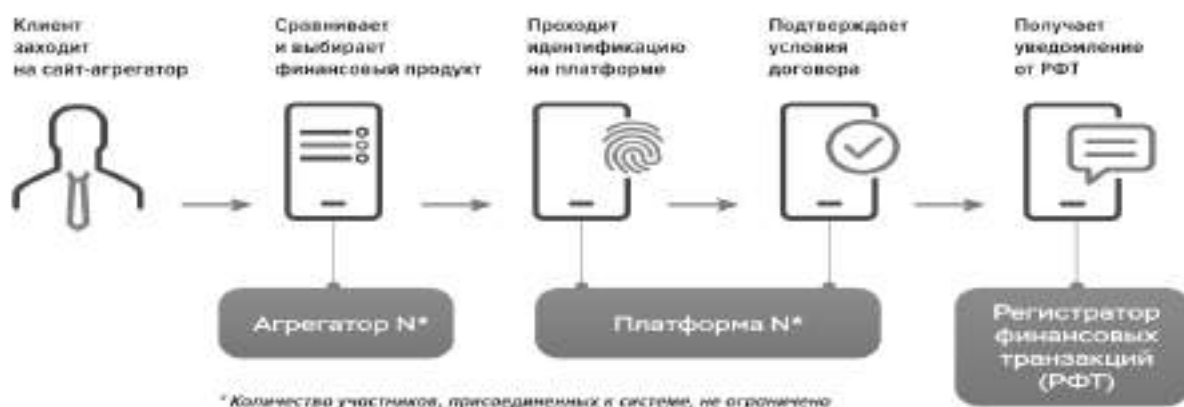 Клиент
заходит
на сайт-агрегатор
Сравнивает
и выбирает
финансовый продукт
Проходит
идентификацию
на платформе
Подтверждает
условия
договора
Получает
уведомление
от РФТ
Агрегатор N*
Платформа N*
Регистратор
финансовых
транзакций
(РФТ)
* Количество участников, присоединенных к системе, не ограничено